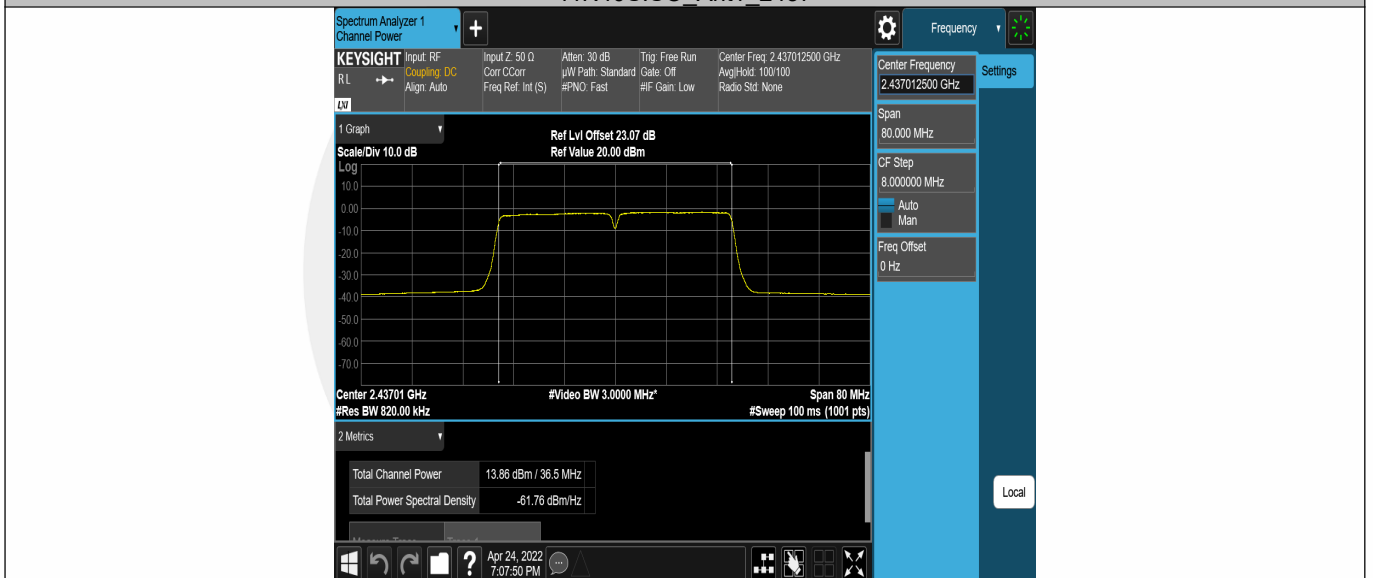 Spectrum Analyzer 1
Channel Power
+
Frequency
KEYSIGHT
RL
LXI
Input: RF
Coupling: DC
Align: Auto
Input Z: 50 Ω
Corr CCorr
Freq Ref: Int (S)
Atten: 30 dB
µW Path: Standard
#PNO: Fast
Trig: Free Run
Gate: Off
#IF Gain: Low
Center Freq: 2.437012500 GHz
Avg|Hold: 100/100
Radio Std: None
Center Frequency
2.437012500 GHz
Settings
Span
80.000 MHz
CF Step
8.000000 MHz
Auto
Man
Freq Offset
0 Hz
1 Graph
Scale/Div 10.0 dB
Ref Lvl Offset 23.07 dB
Ref Value 20.00 dBm
Log
10.0
0.00
-10.0
-20.0
-30.0
-40.0
-50.0
-60.0
-70.0
Center 2.43701 GHz
#Video BW 3.0000 MHz*
Span 80 MHz
#Res BW 820.00 kHz
#Sweep 100 ms (1001 pts)
2 Metrics
Total Channel Power 13.86 dBm / 36.5 MHz
Total Power Spectral Density -61.76 dBm/Hz
Local
?
Apr 24, 2022
7:07:50 PM